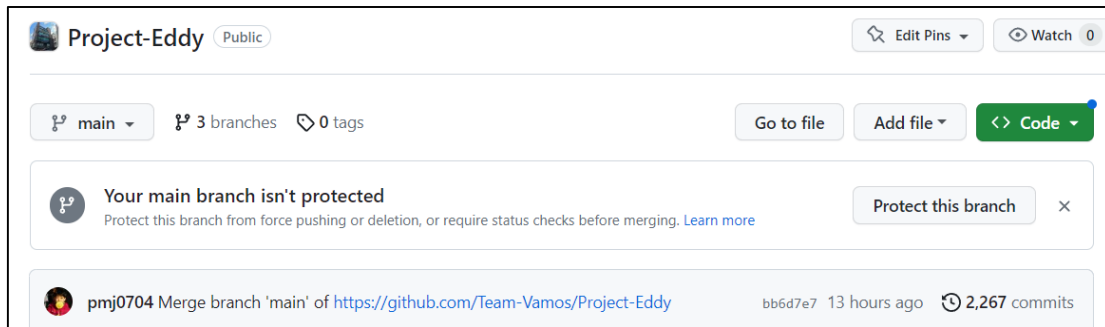 Project-Eddy Public Edit Pins Watch 0
main 3 branches 0 tags Go to file Add file <> Code
Your main branch isn't protected
Protect this branch from force pushing or deletion, or require status checks before merging. Learn more
Protect this branch
pmj0704 Merge branch 'main' of https://github.com/Team-Vamos/Project-Eddy bb6d7e7 13 hours ago 2,267 commits